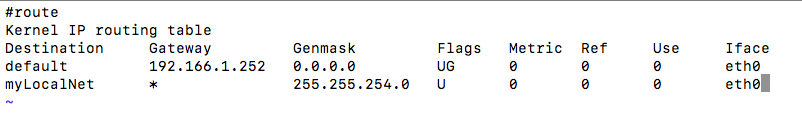 #route
Kernel IP routing table
Destination     Gateway         Genmask         Flags   Metric  Ref     Use     Iface
default         192.166.1.252   0.0.0.0         UG      0       0       0       eth0
myLocalNet      *               255.255.254.0   U       0       0       0       eth0
~